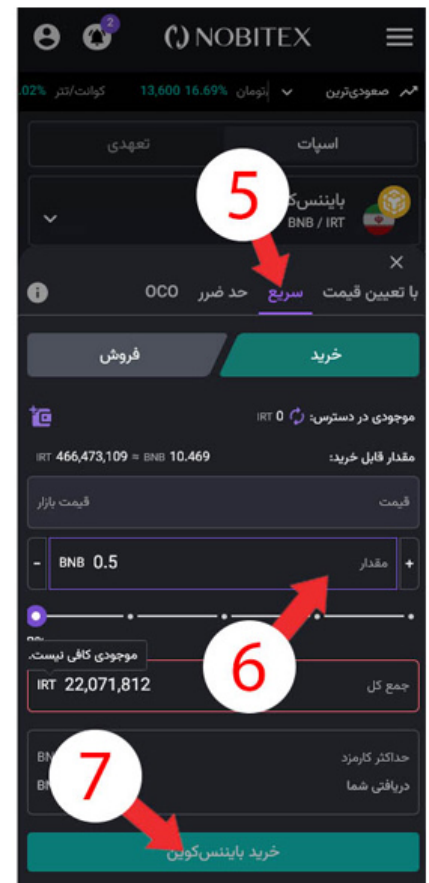 2
NOBITEX
صعودی‌ترین تومان 13,600 16.69% کوانت/تتر .02%
اسپات تعهدی
5
BNB / IRT
با تعیین قیمت سریع حد ضرر OCO
خرید فروش
موجودی در دسترس: 0 IRT
مقدار قابل خرید: 10.469 BNB ≈ 466,473,109 IRT
قیمت قیمت بازار
+ مقدار 0.5 BNB -
موجودی کافی نیست.
جمع کل 22,071,812 IRT
6
حداکثر کارمزد
دریافتی شما
7
خرید بایننس‌کوین